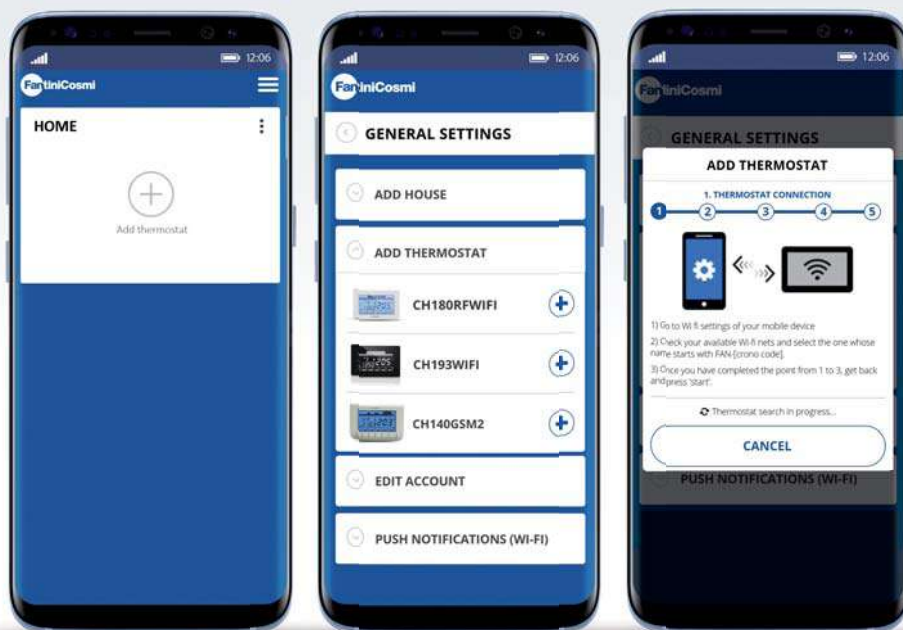 12:06
FantiniCosmi
HOME
Add thermostat
12:06
FantiniCosmi
GENERAL SETTINGS
ADD HOUSE
ADD THERMOSTAT
CH180RFWIFI
CH193WIFI
CH140GSM2
EDIT ACCOUNT
PUSH NOTIFICATIONS (WI-FI)
12:06
FantiniCosmi
GENERAL SETTINGS
ADD THERMOSTAT
1. THERMOSTAT CONNECTION
1 2 3 4 5
1) Go to Wi fi settings of your mobile device
2) Check your available Wi-fi nets and select the one whose
name starts with FAN-[crono code].
3) Once you have completed the point from 1 to 3, get back
and press 'start'.
Thermostat search in progress...
CANCEL
PUSH NOTIFICATIONS (WI-FI)